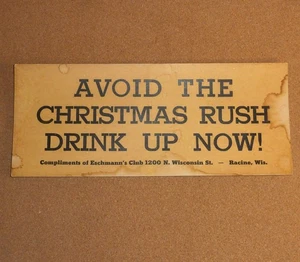 AVOID THE
CHRISTMAS RUSH
DRINK UP NOW!
Compliments of Eschmann's Club 1200 N. Wisconsin St. — Racine, Wis.